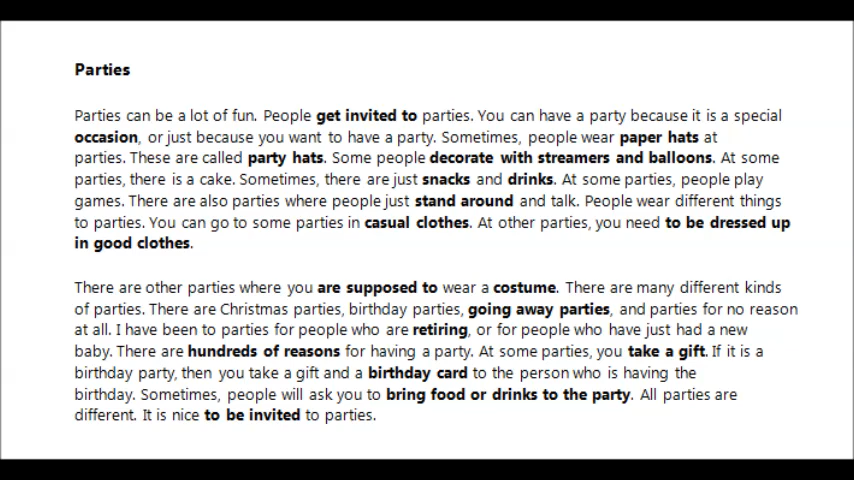 Parties
Parties can be a lot of fun. People get invited to parties. You can have a party because it is a special
occasion, or just because you want to have a party. Sometimes, people wear paper hats at
parties. These are called party hats. Some people decorate with streamers and balloons. At some
parties, there is a cake. Sometimes, there are just snacks and drinks. At some parties, people play
games. There are also parties where people just stand around and talk. People wear different things
to parties. You can go to some parties in casual clothes. At other parties, you need to be dressed up
in good clothes.
There are other parties where you are supposed to wear a costume. There are many different kinds
of parties. There are Christmas parties, birthday parties, going away parties, and parties for no reason
at all. I have been to parties for people who are retiring, or for people who have just had a new
baby. There are hundreds of reasons for having a party. At some parties, you take a gift. If it is a
birthday party, then you take a gift and a birthday card to the person who is having the
birthday. Sometimes, people will ask you to bring food or drinks to the party. All parties are
different. It is nice to be invited to parties.